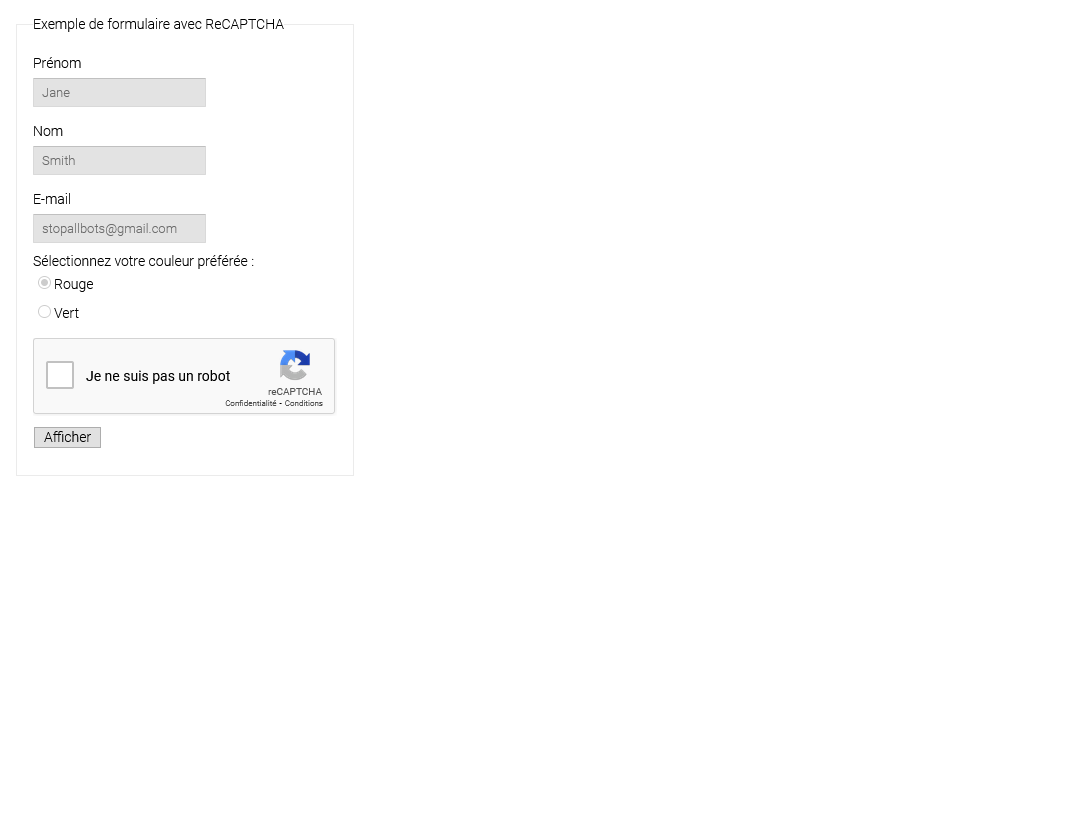 Exemple de formulaire avec ReCAPTCHA
Prénom
Jane
Nom
Smith
E-mail
stopallbots@gmail.com
Sélectionnez votre couleur préférée :
Rouge
Vert
Je ne suis pas un robot
reCAPTCHA
Confidentialité - Conditions
Afficher